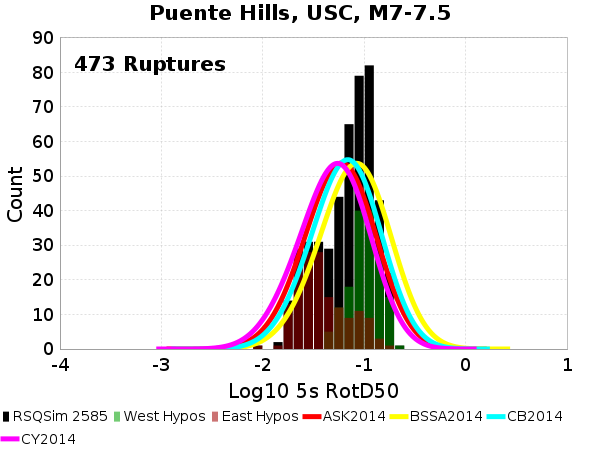 Puente Hills, USC, M7-7.5
473 Ruptures
90
80
70
60
50
40
30
20
10
0
Count
-4 -3 -2 -1 0 1
Log10 5s RotD50
RSQSim 2585 West Hypos East Hypos ASK2014 BSSA2014 CB2014
CY2014